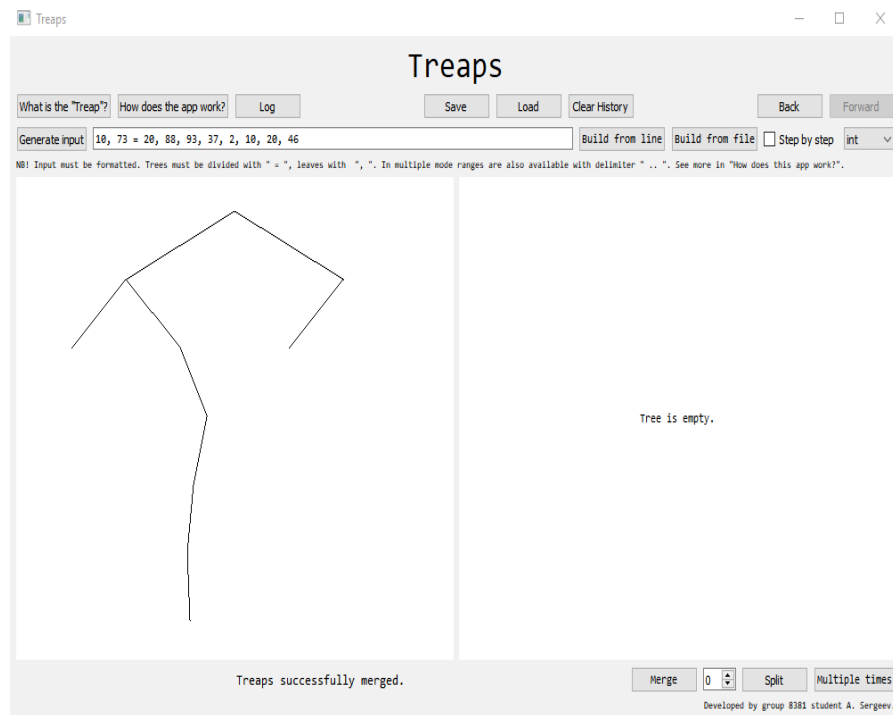 Treaps
Treaps
What is the "Treap"? How does the app work? Log Save Load Clear History Back Forward
Generate input 10, 73 = 20, 88, 93, 37, 2, 10, 20, 46 Build from line Build from file Step by step int
NB! Input must be formatted. Trees must be divided with " = ", leaves with ", ". In multiple mode ranges are also available with delimiter " .. ". See more in "How does this app work?".
Tree is empty.
Treaps successfully merged.
Merge 0 Split Multiple times
Developed by group 8381 student A. Sergeev